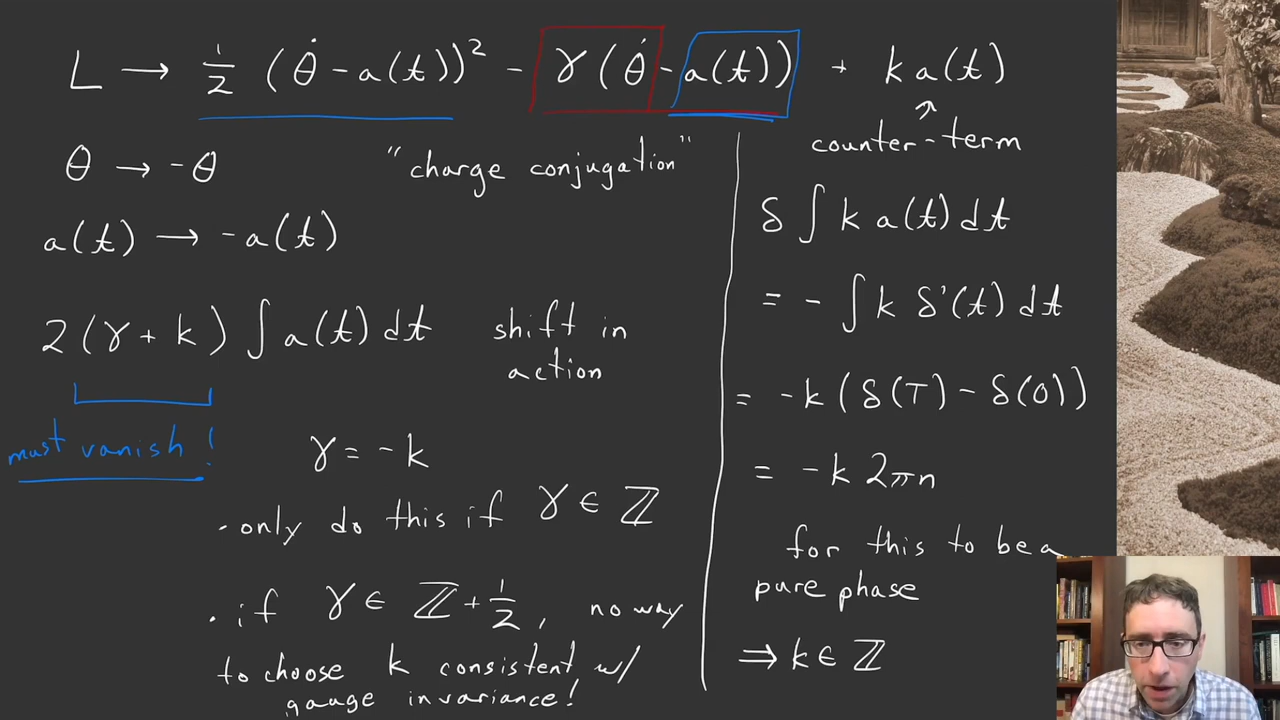 L → 1/2 (θ̇ - a(t))² - γ(θ̇ - a(t)) + k a(t)
↑
counter-term
θ → -θ "charge conjugation"
a(t) → -a(t)
2(γ + k) ∫ a(t) dt shift in
action
must vanish!
γ = -k
• only do this if γ ∈ ℤ
• if γ ∈ ℤ + 1/2, no way
to choose k consistent w/
gauge invariance!
δ ∫ k a(t) dt
= - ∫ k δ'(t) dt
= -k (δ(T) - δ(0))
= -k 2πn
for this to be a
pure phase
⇒ k ∈ ℤ